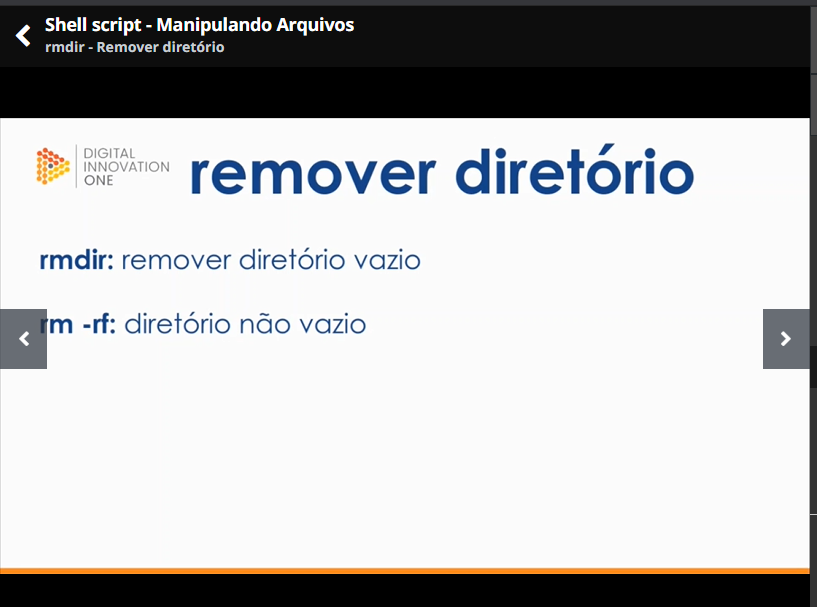 Shell script - Manipulando Arquivos
rmdir - Remover diretório
DIGITAL
INNOVATION
ONE
remover diretório
rmdir: remover diretório vazio
rm -rf: diretório não vazio